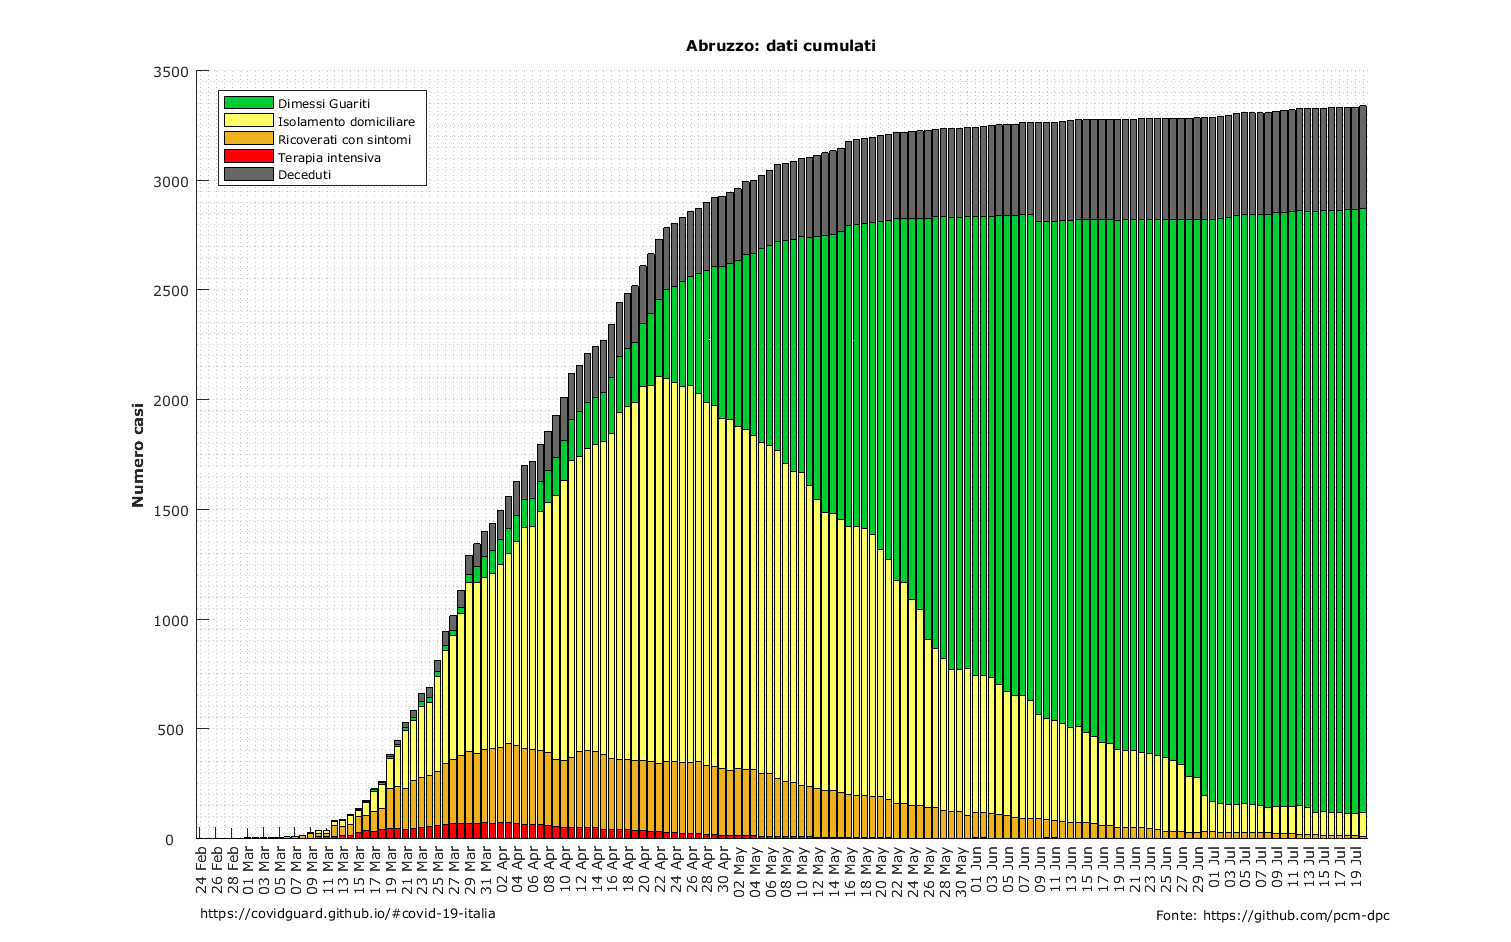 Abruzzo: dati cumulati
3500
3000
2500
2000
1500
1000
500
0
Numero casi
Dimessi Guariti
Isolamento domiciliare
Ricoverati con sintomi
Terapia intensiva
Deceduti
24 Feb
26 Feb
28 Feb
01 Mar
03 Mar
05 Mar
07 Mar
09 Mar
11 Mar
13 Mar
15 Mar
17 Mar
19 Mar
21 Mar
23 Mar
25 Mar
27 Mar
29 Mar
31 Mar
02 Apr
04 Apr
06 Apr
08 Apr
10 Apr
12 Apr
14 Apr
16 Apr
18 Apr
20 Apr
22 Apr
24 Apr
26 Apr
28 Apr
30 Apr
02 May
04 May
06 May
08 May
10 May
12 May
14 May
16 May
18 May
20 May
22 May
24 May
26 May
28 May
30 May
01 Jun
03 Jun
05 Jun
07 Jun
09 Jun
11 Jun
13 Jun
15 Jun
17 Jun
19 Jun
21 Jun
23 Jun
25 Jun
27 Jun
29 Jun
01 Jul
03 Jul
05 Jul
07 Jul
09 Jul
11 Jul
13 Jul
15 Jul
17 Jul
19 Jul
https://covidguard.github.io/#covid-19-italia
Fonte: https://github.com/pcm-dpc